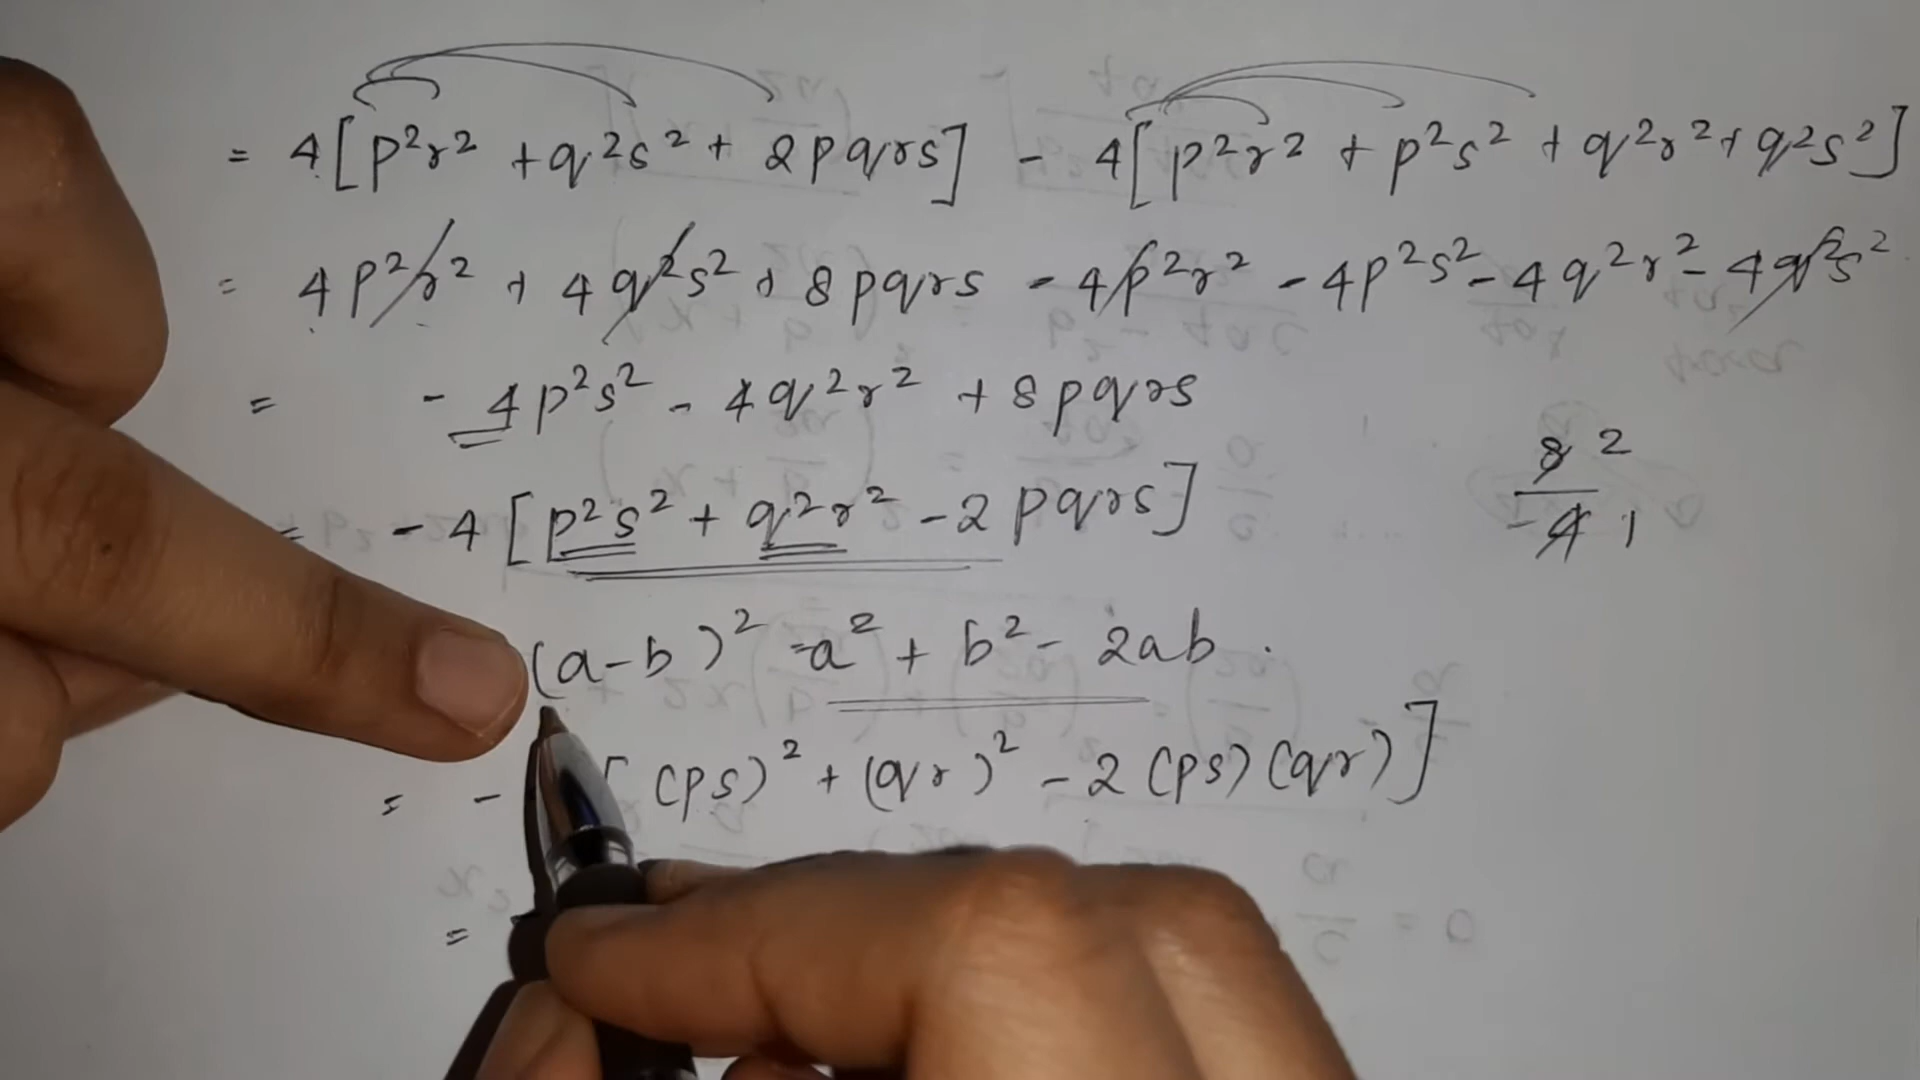 = 4[p²r² + q²s² + 2pqrs] - 4[p²r² + p²s² + q²r² + q²s²]
= 4p²r² + 4q²s² + 8pqrs - 4p²r² - 4p²s² - 4q²r² - 4q²s²
= - 4p²s² - 4q²r² + 8pqrs
8 2
-4 1
= - 4[p²s² + q²r² - 2pqrs]
(a-b)² = a² + b² - 2ab.
= - [(ps)² + (qr)² - 2(ps)(qr)]
=